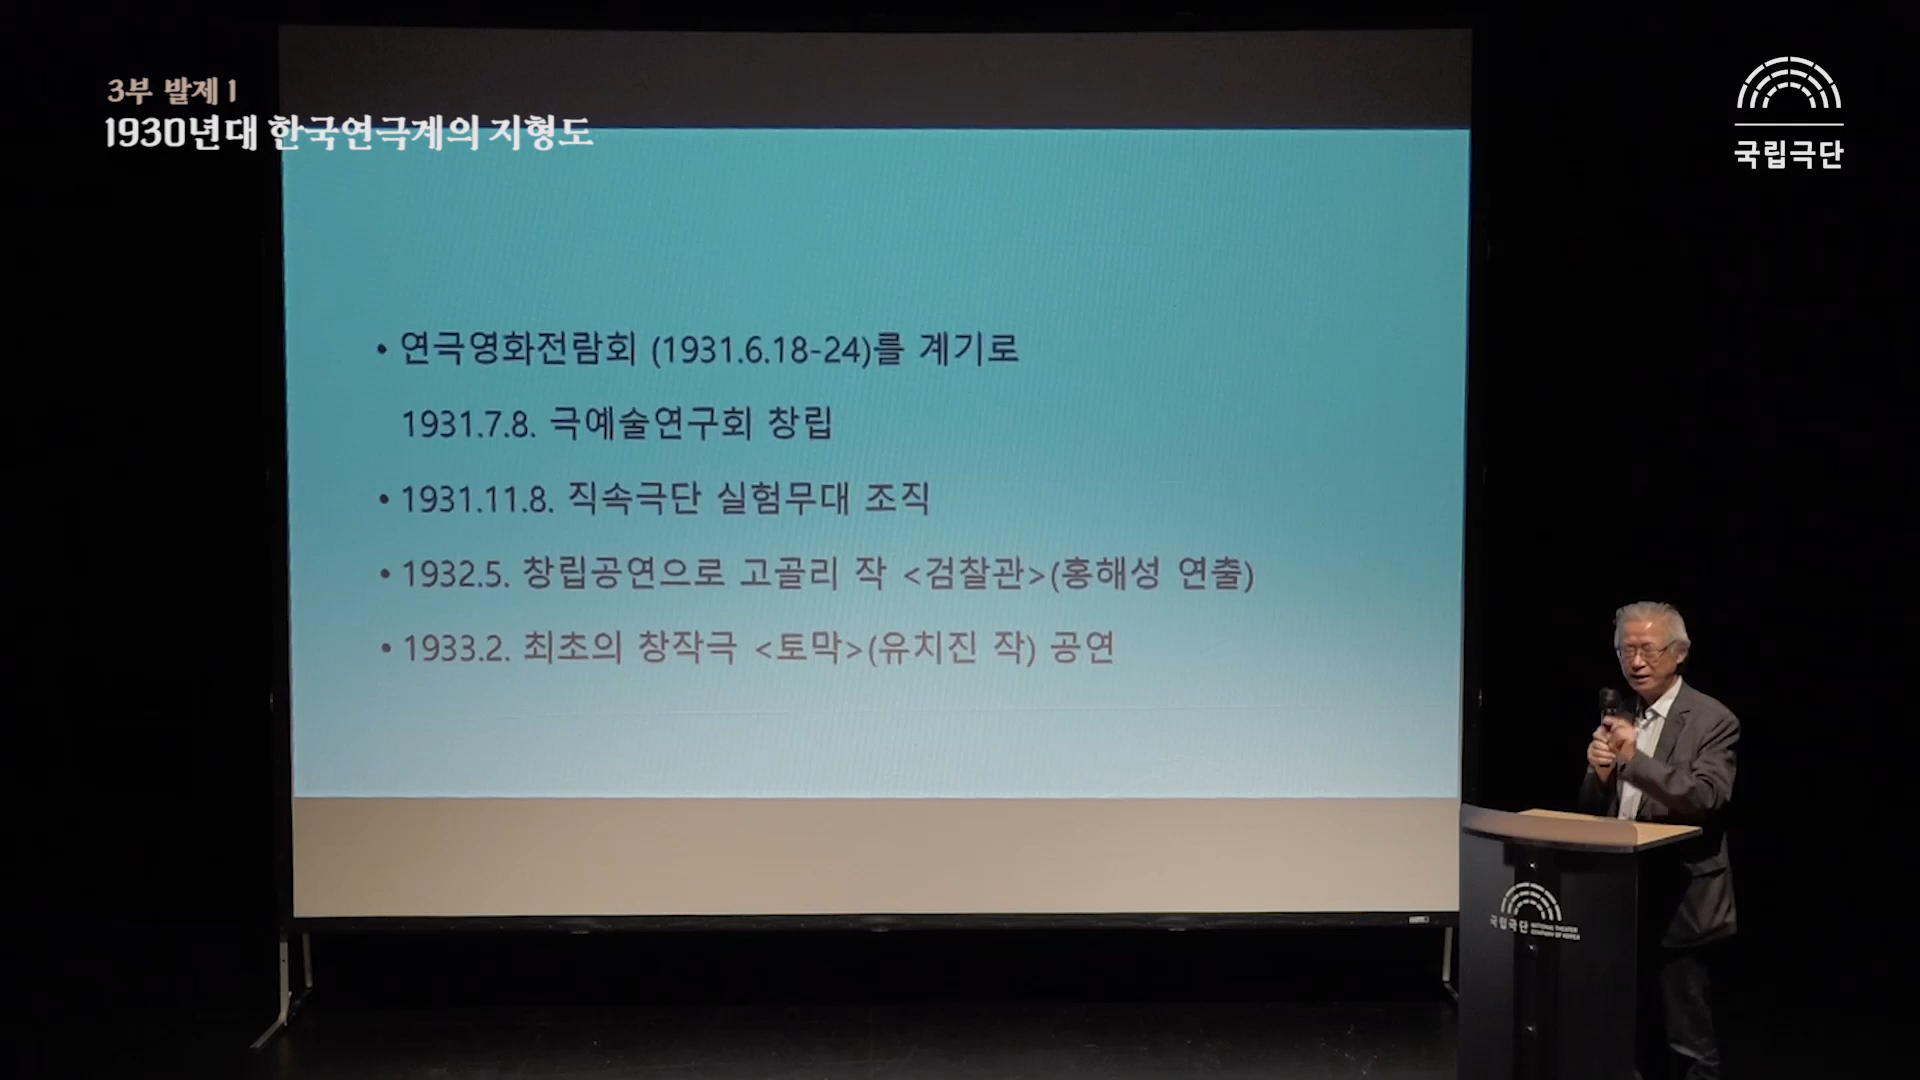 3부 발제 1
1930년대 한국연극계의 지형도
국립극단
• 연극영화전람회 (1931.6.18-24)를 계기로
1931.7.8. 극예술연구회 창립
• 1931.11.8. 직속극단 실험무대 조직
• 1932.5. 창립공연으로 고골리 작 <검찰관>(홍해성 연출)
• 1933.2. 최초의 창작극 <토막>(유치진 작) 공연
국립극단 NATIONAL THEATER
COMPANY OF KOREA